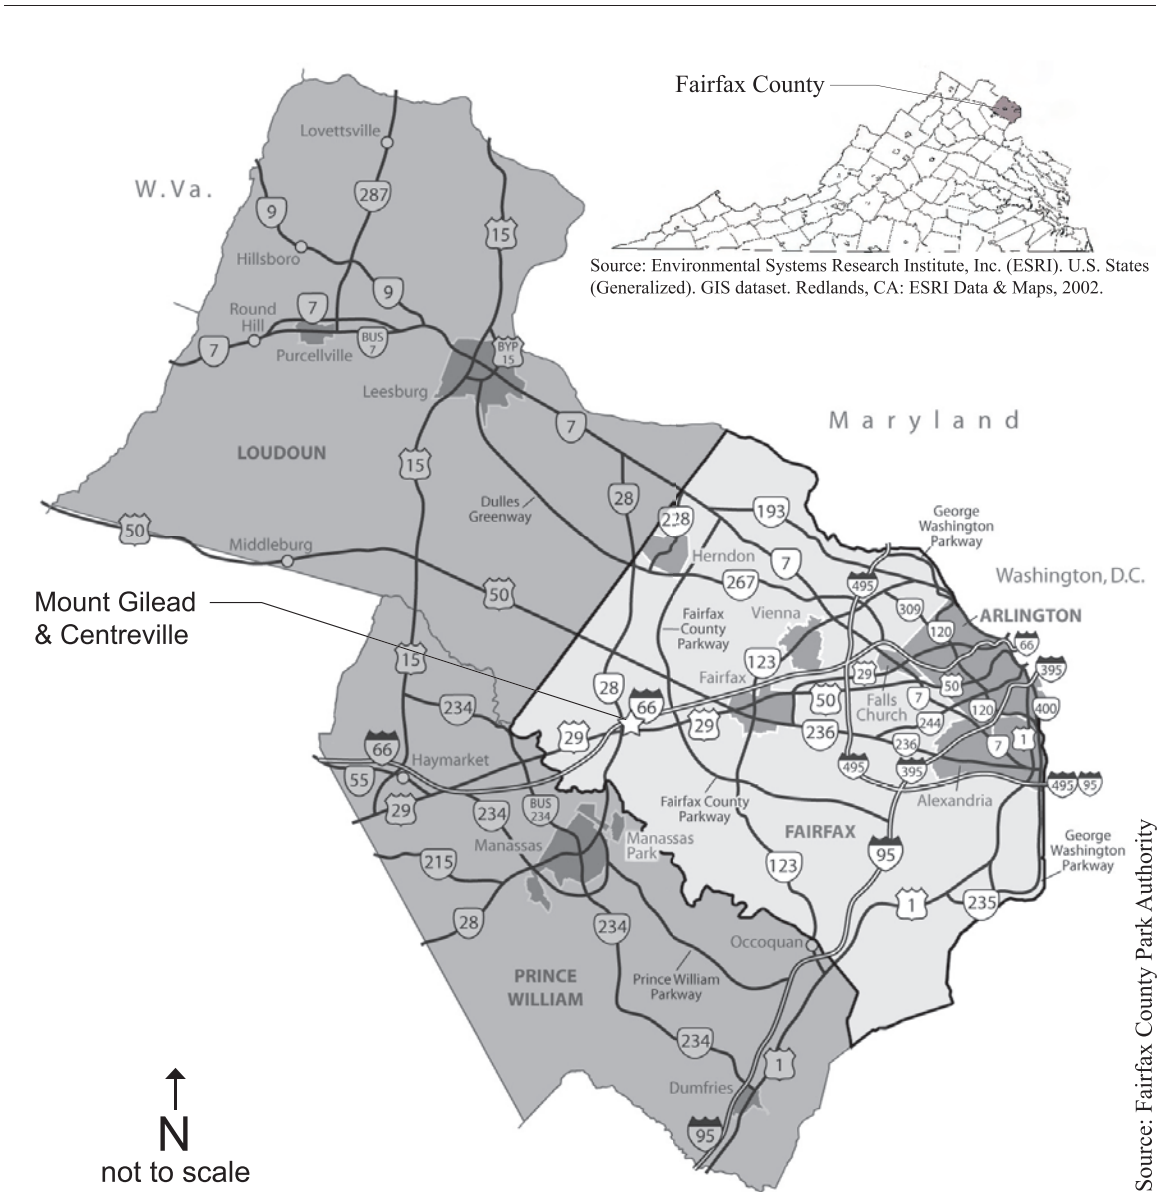 Fairfax County
Source: Environmental Systems Research Institute, Inc. (ESRI). U.S. States
(Generalized). GIS dataset. Redlands, CA: ESRI Data & Maps, 2002.
W.Va.
Lovettsville
287
9
15
Hillsboro
9
Round
Hill
7
7
BUS
7
Purcellville
BYP
15
Leesburg
Maryland
7
LOUDOUN
15
28
Dulles
Greenway
228
193
George
Washington
Parkway
50
Middleburg
Herndon
7
267
495
Washington, D.C.
50
309
Mount Gilead
& Centreville
Fairfax
County
Parkway
Vienna
120
ARLINGTON
66
15
123
29
395
Fairfax
28
66
50
50
7
Falls
Church
120
400
234
29
29
244
236
236
7
1
66
Haymarket
495
395
495
95
55
Alexandria
29
234
BUS
234
Fairfax County
Parkway
Manassas
Manassas
Park
FAIRFAX
95
George
Washington
Parkway
215
123
1
235
28
234
Occoquan
PRINCE
WILLIAM
Prince William
Parkway
234
1
Dumfries
95
N
not to scale
Source: Fairfax County Park Authority